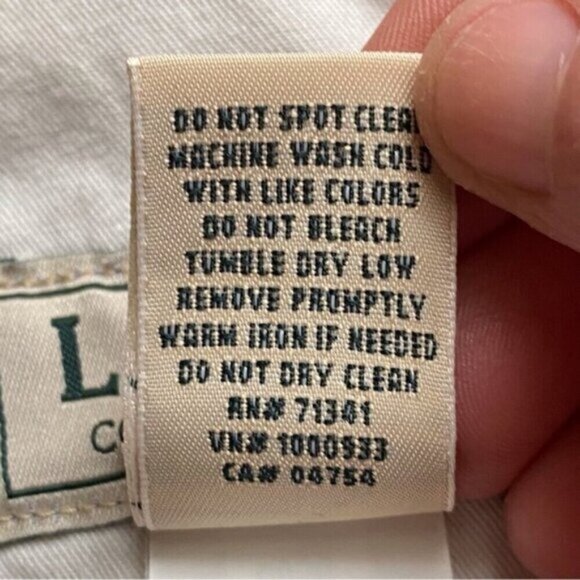 DO NOT SPOT CLEAN
MACHINE WASH COLD
WITH LIKE COLORS
DO NOT BLEACH
TUMBLE DRY LOW
REMOVE PROMPTLY
WARM IRON IF NEEDED
DO NOT DRY CLEAN
RN# 71341
VN# 1000933
CA# 04754
L
CO